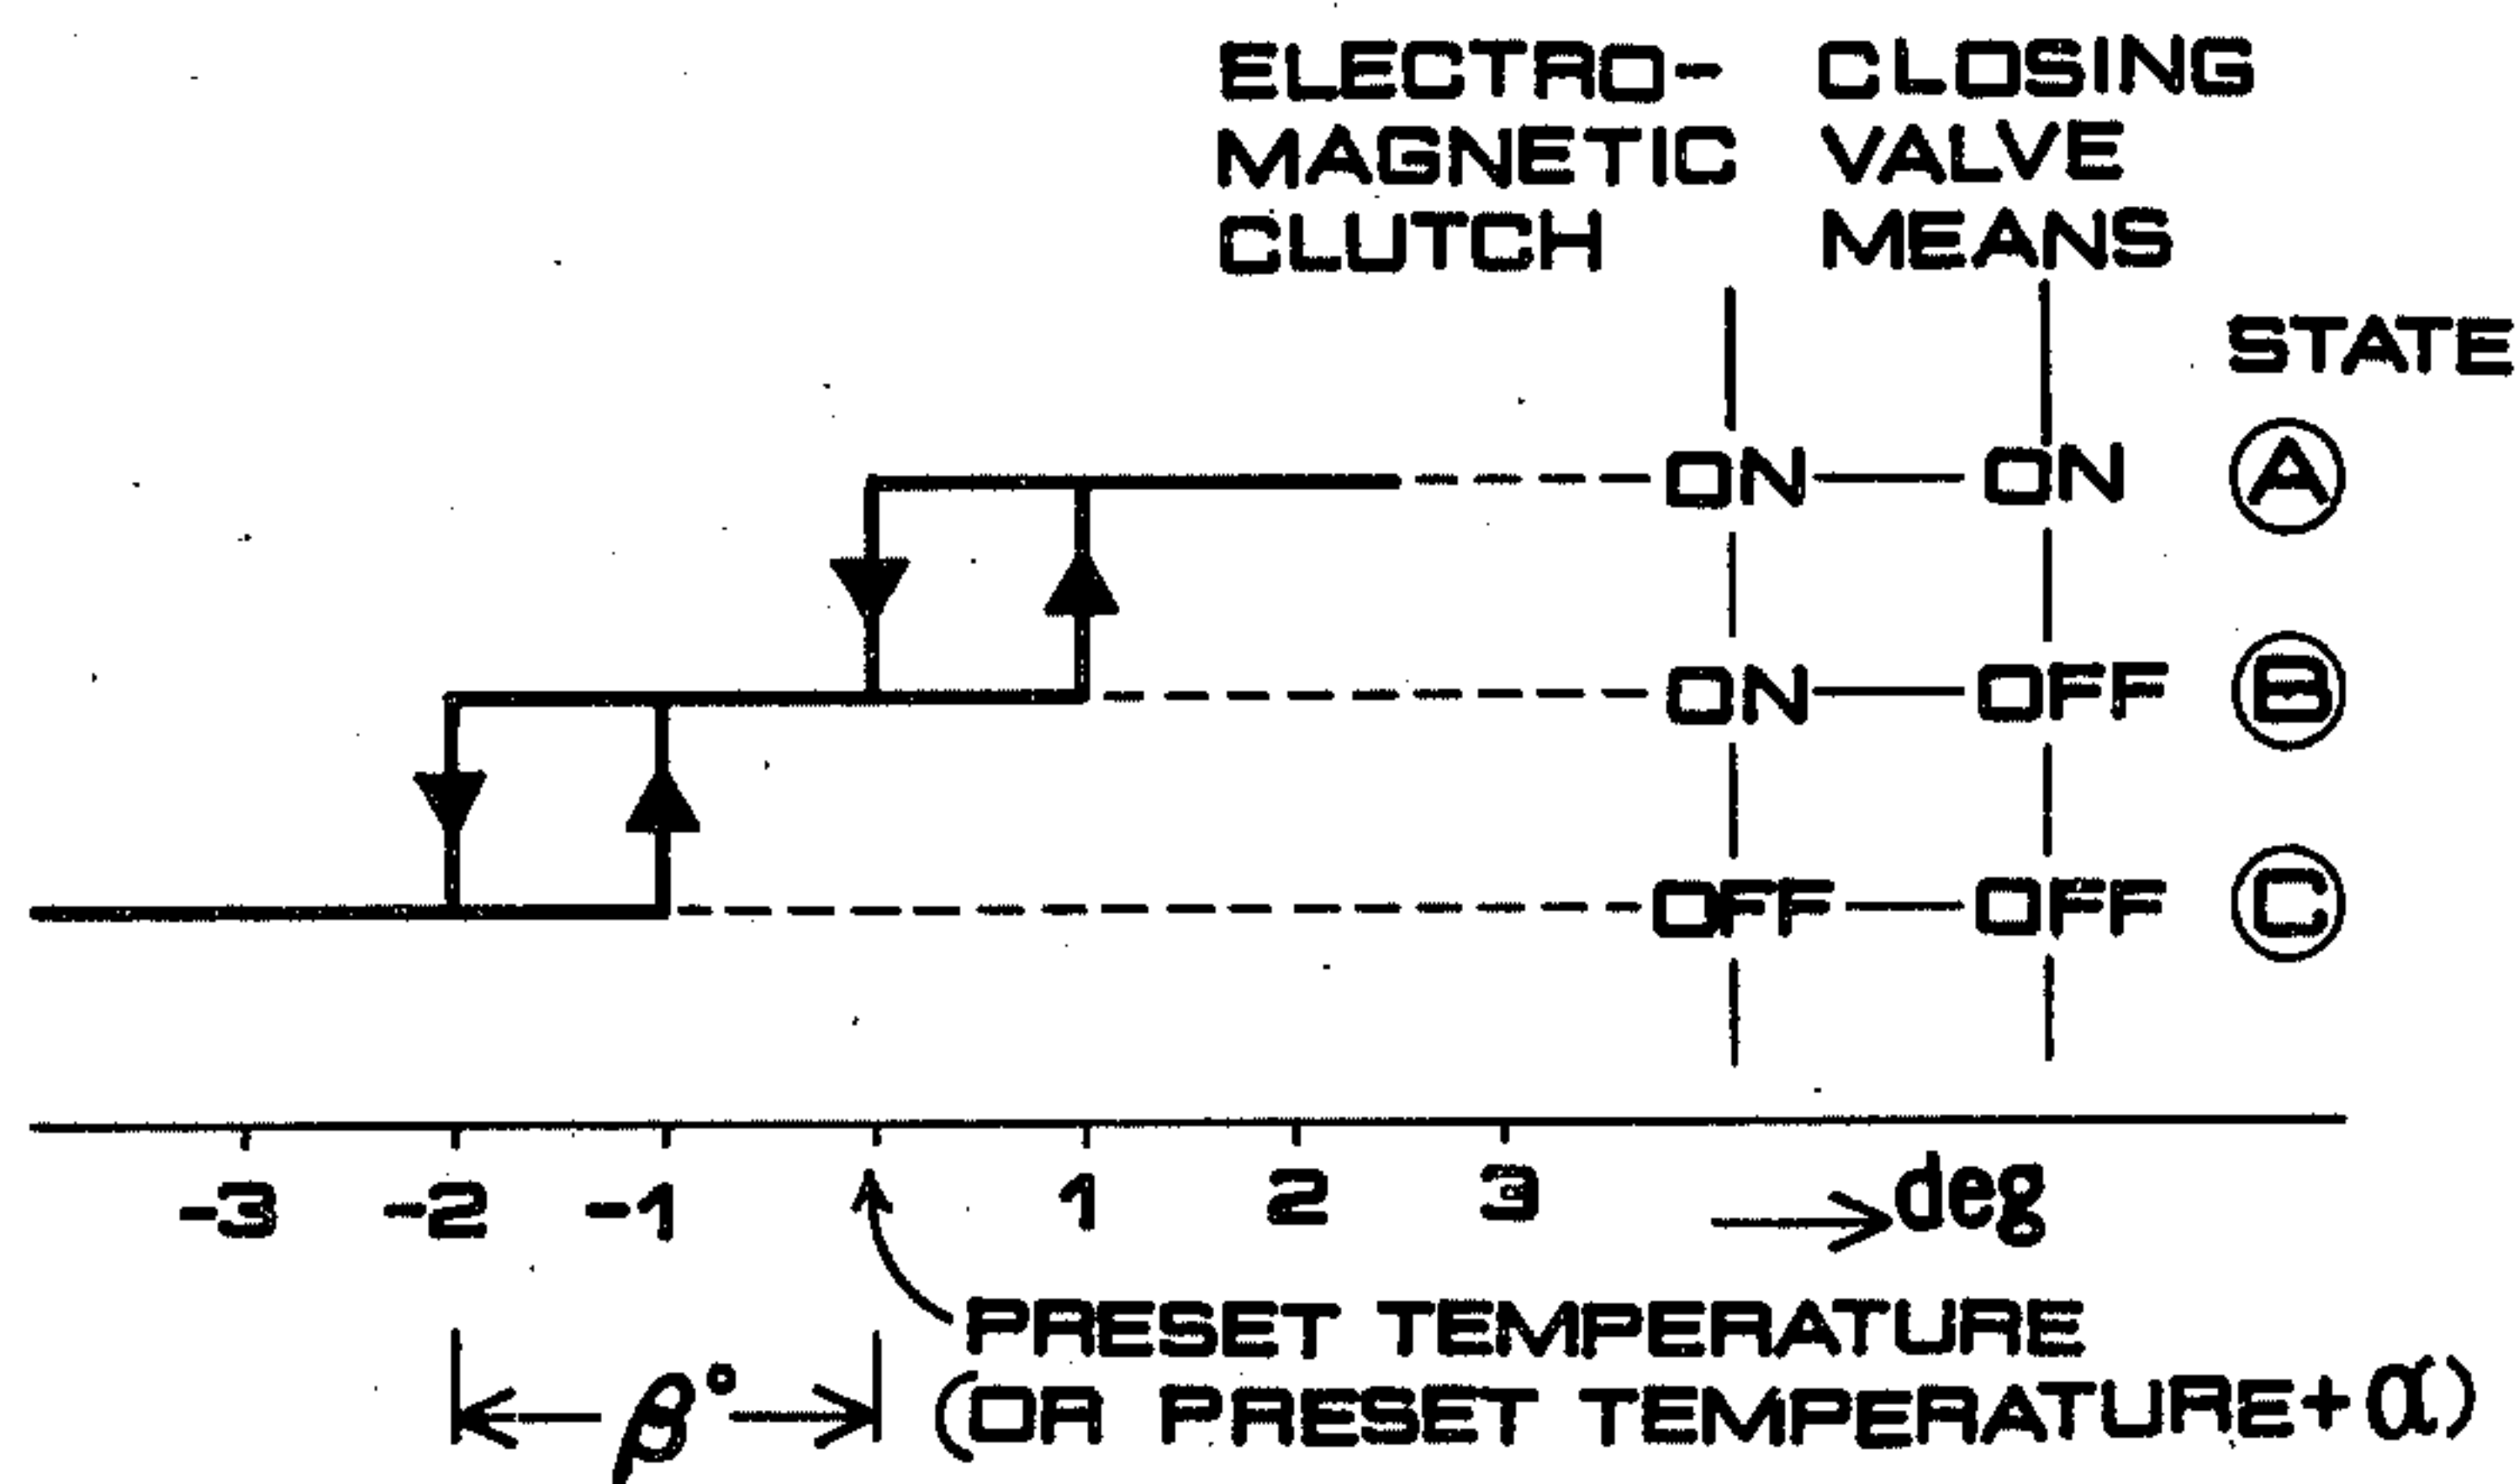 ELECTRO- CLOSING
MAGNETIC VALVE
CLUTCH MEANS
STATE
ON ON A
ON OFF B
OFF OFF C
-3 -2 -1 1 2 3 deg
PRESET TEMPERATURE
β° (OR PRESET TEMPERATURE+α)